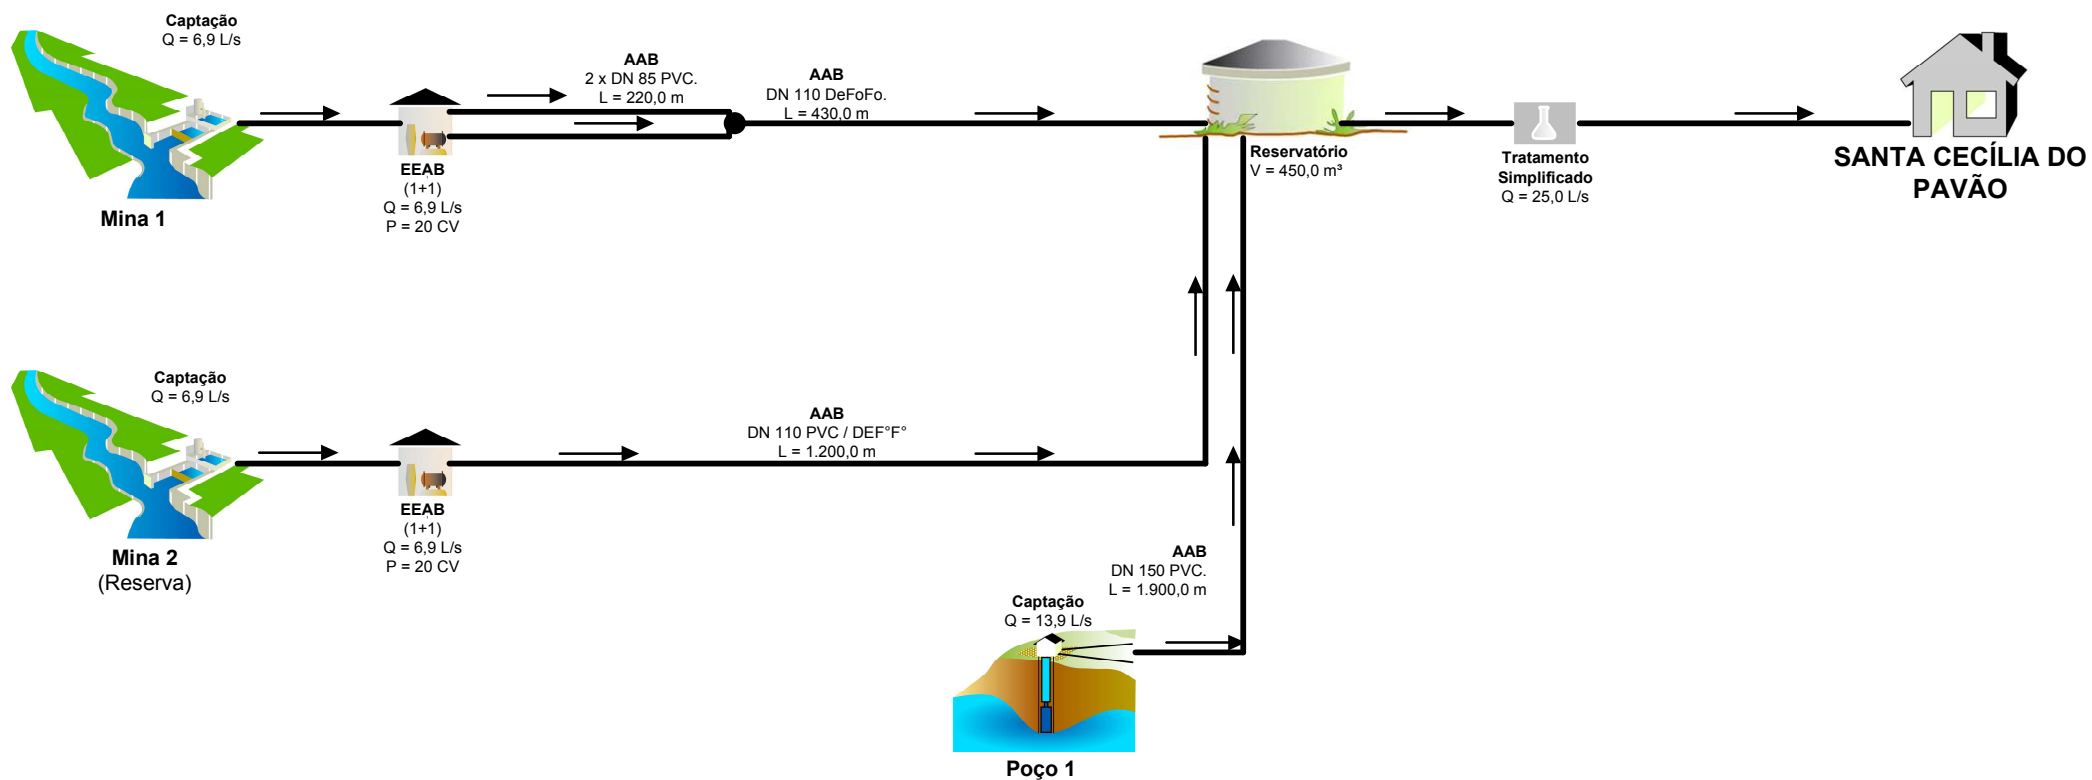 Captação
Q = 6,9 L/s
AAB
2 x DN 85 PVC.
L = 220,0 m
AAB
DN 110 DeFoFo.
L = 430,0 m
Mina 1
EEAB
(1+1)
Q = 6,9 L/s
P = 20 CV
Reservatório
V = 450,0 m³
Tratamento
Simplificado
Q = 25,0 L/s
SANTA CECÍLIA DO
PAVÃO
Captação
Q = 6,9 L/s
AAB
DN 110 PVC / DEF°F°
L = 1.200,0 m
Mina 2
(Reserva)
EEAB
(1+1)
Q = 6,9 L/s
P = 20 CV
AAB
DN 150 PVC.
L = 1.900,0 m
Captação
Q = 13,9 L/s
Poço 1